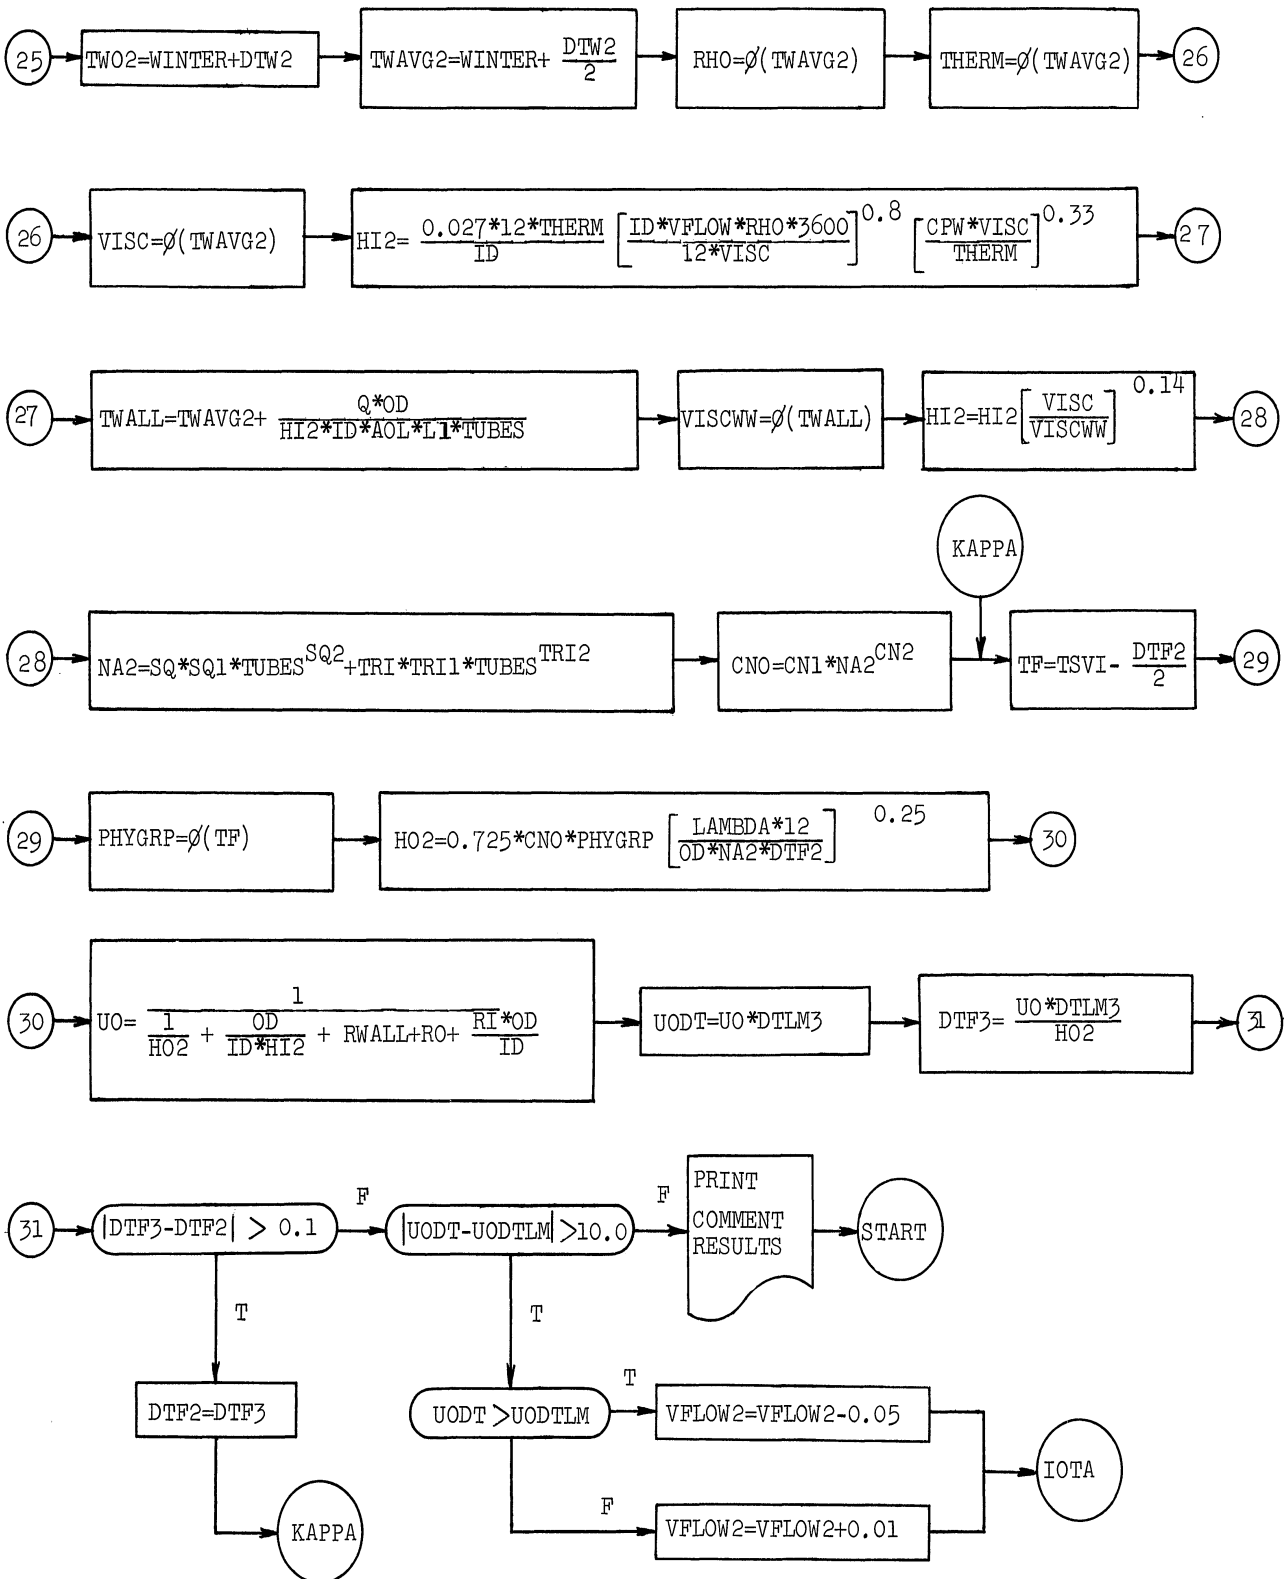 25 TWO2=WINTER+DTW2 TWAVG2=WINTER+ DTW2/2 RHO=Ø(TWAVG2) THERM=Ø(TWAVG2) 26
26 VISC=Ø(TWAVG2) HI2= 0.027*12*THERM/ID [ID*VFLOW*RHO*3600/12*VISC]^0.8 [CPW*VISC/THERM]^0.33 27
27 TWALL=TWAVG2+ Q*OD/HI2*ID*AOL*L1*TUBES VISCWW=Ø(TWALL) HI2=HI2[VISC/VISCWW]^0.14 28
KAPPA
28 NA2=SQ*SQ1*TUBES^SQ2+TRI*TRI1*TUBES^TRI2 CNO=CN1*NA2^CN2 TF=TSVI- DTF2/2 29
29 PHYGRP=Ø(TF) HO2=0.725*CNO*PHYGRP [LAMBDA*12/OD*NA2*DTF2]^0.25 30
30 UO= 1/1/HO2 + OD/ID*HI2 + RWALL+RO+ RI*OD/ID UODT=UO*DTLM3 DTF3= UO*DTLM3/HO2 31
31 |DTF3-DTF2| > 0.1 F |UODT-UODTLM| >10.0 F PRINT
COMMENT
RESULTS
START
T T
DTF2=DTF3 UODT >UODTLM T VFLOW2=VFLOW2-0.05
IOTA
KAPPA F VFLOW2=VFLOW2+0.01